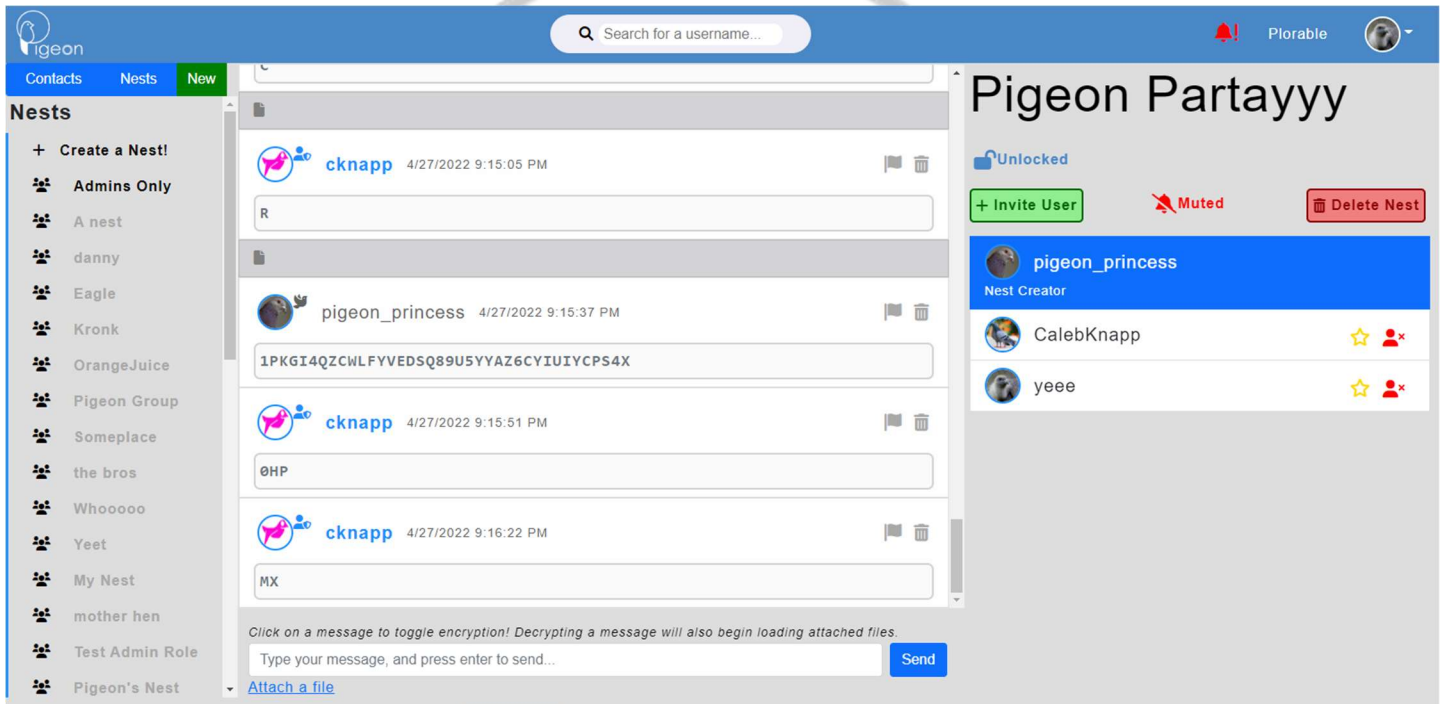 Pigeon
Search for a username...
Plorable
Contacts Nests New
Nests
+ Create a Nest!
Admins Only
A nest
danny
Eagle
Kronk
OrangeJuice
Pigeon Group
Someplace
the bros
Whooooo
Yeet
My Nest
mother hen
Test Admin Role
Pigeon's Nest
cknapp 4/27/2022 9:15:05 PM
R
pigeon_princess 4/27/2022 9:15:37 PM
1PKGI4QZCWLFYVEDSQ89U5YYAZ6CYIUIYCPS4X
cknapp 4/27/2022 9:15:51 PM
0HP
cknapp 4/27/2022 9:16:22 PM
MX
Click on a message to toggle encryption! Decrypting a message will also begin loading attached files.
Type your message, and press enter to send...
Send
Attach a file
Pigeon Partayyy
Unlocked
+ Invite User
Muted
Delete Nest
pigeon_princess
Nest Creator
CalebKnapp
yeee